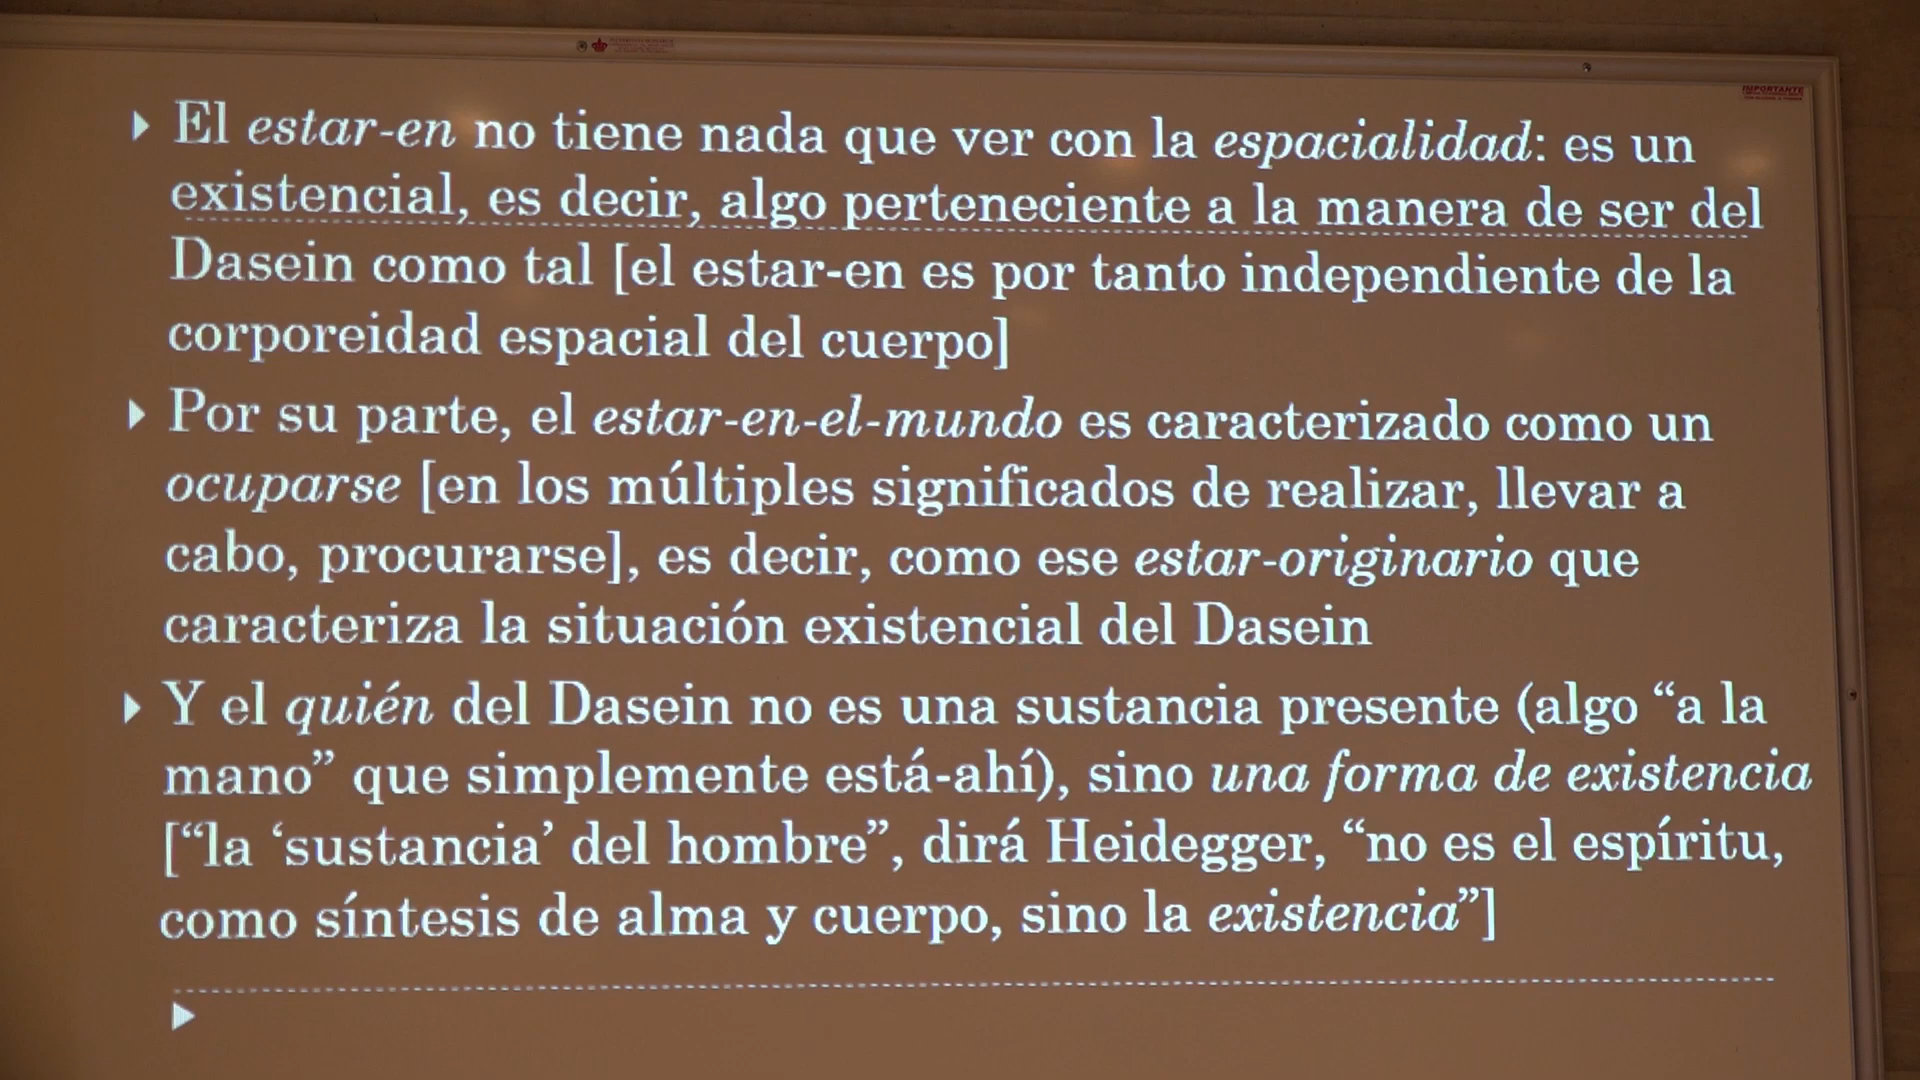 IMPORTANTE
El estar-en no tiene nada que ver con la espacialidad: es un
existencial, es decir, algo perteneciente a la manera de ser del
Dasein como tal [el estar-en es por tanto independiente de la
corporeidad espacial del cuerpo]
Por su parte, el estar-en-el-mundo es caracterizado como un
ocuparse [en los múltiples significados de realizar, llevar a
cabo, procurarse], es decir, como ese estar-originario que
caracteriza la situación existencial del Dasein
Y el quién del Dasein no es una sustancia presente (algo “a la
mano” que simplemente está-ahí), sino una forma de existencia
[“la ‘sustancia’ del hombre”, dirá Heidegger, “no es el espíritu,
como síntesis de alma y cuerpo, sino la existencia”]